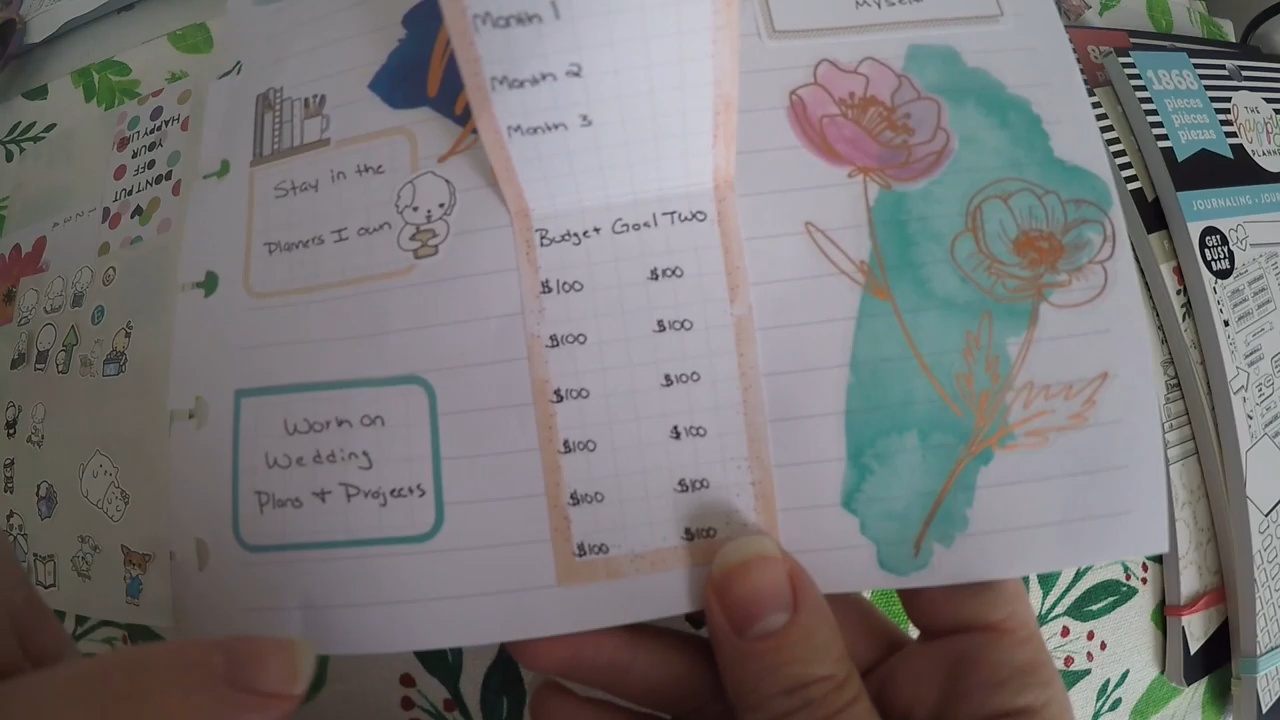 Month 1
Month 2
Month 3
Myself
Stay in the
Planners I own
Budget Goal Two
$100 $100
$100 $100
$100 $100
$100 $100
$100 $100
$100 $100
Work on
Wedding
Plans + Projects
DON'T PUT
OFF
YOUR
HAPPY LIFE
1868
pieces
pièces
piezas
THE
happy
PLANNER
JOURNALING
GET
BUSY
BABE